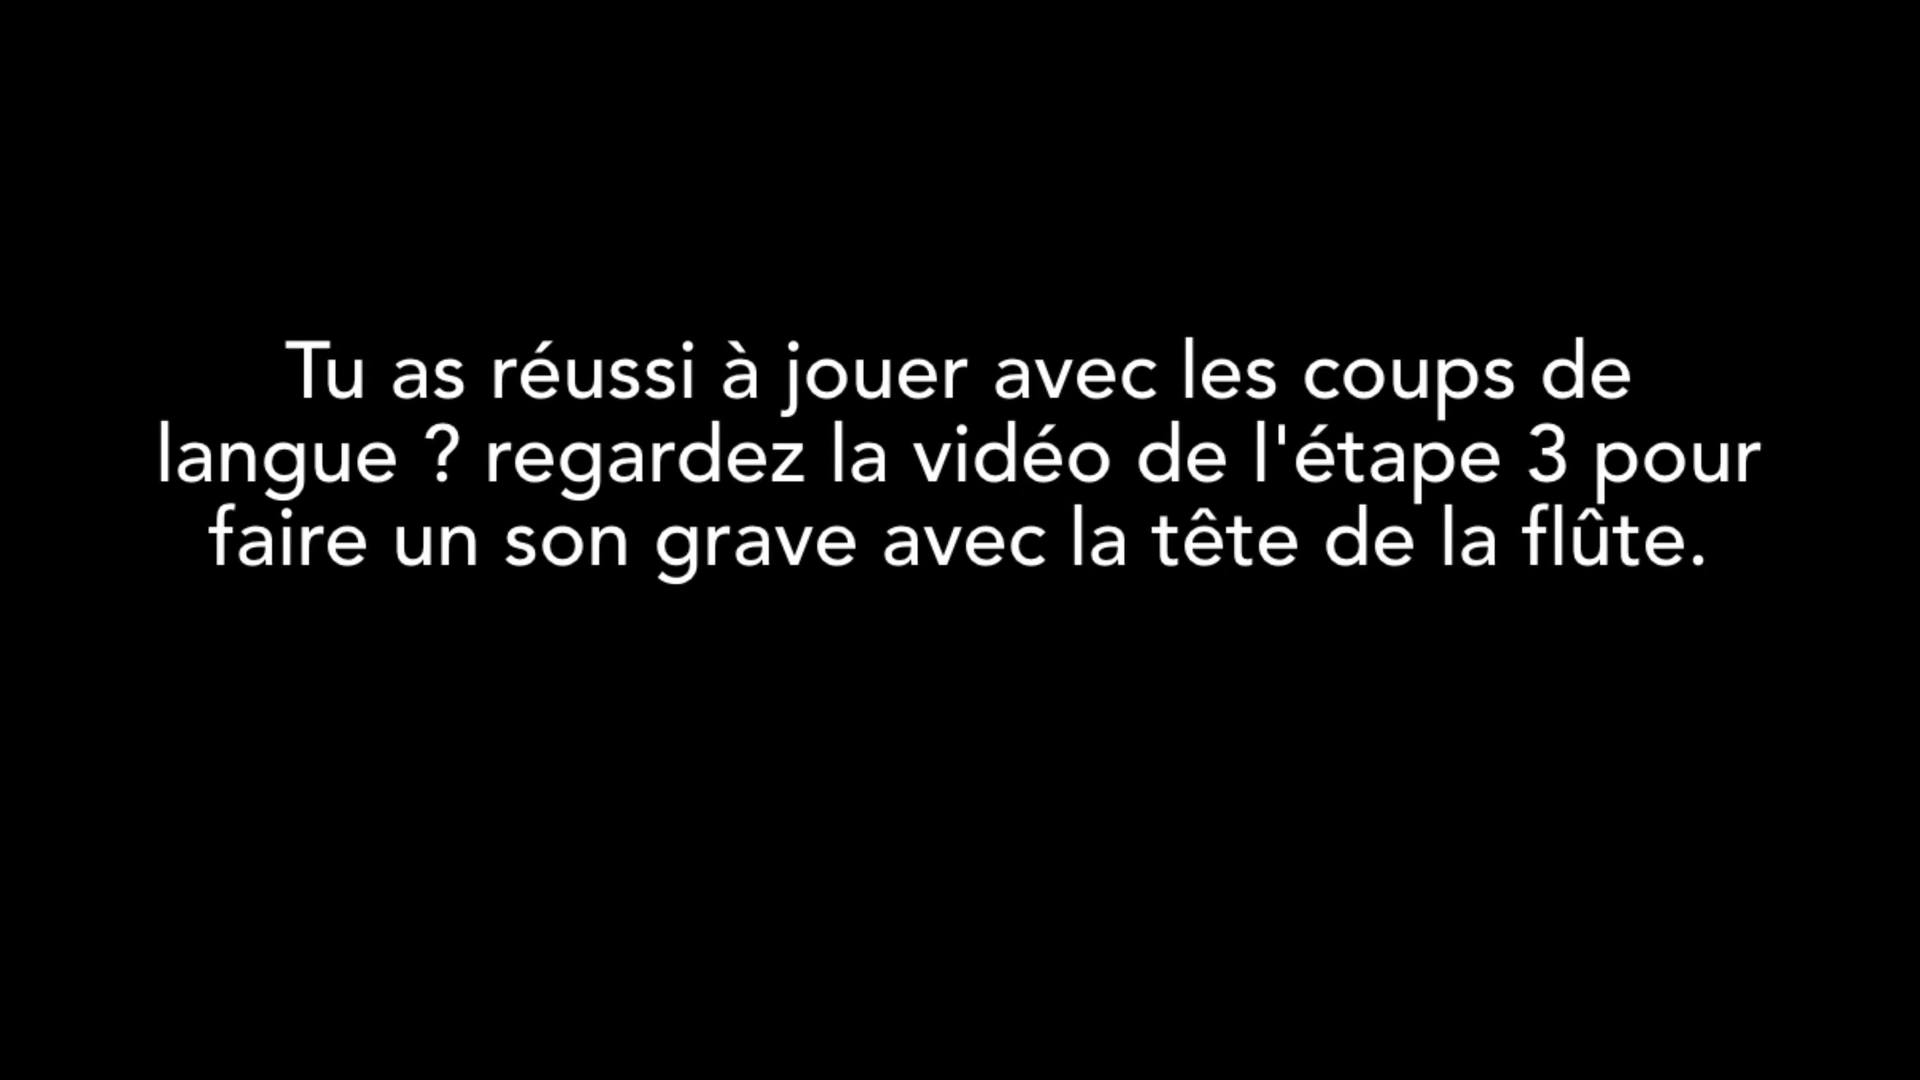 Tu as réussi à jouer avec les coups de
langue ? regardez la vidéo de l'étape 3 pour
faire un son grave avec la tête de la flûte.